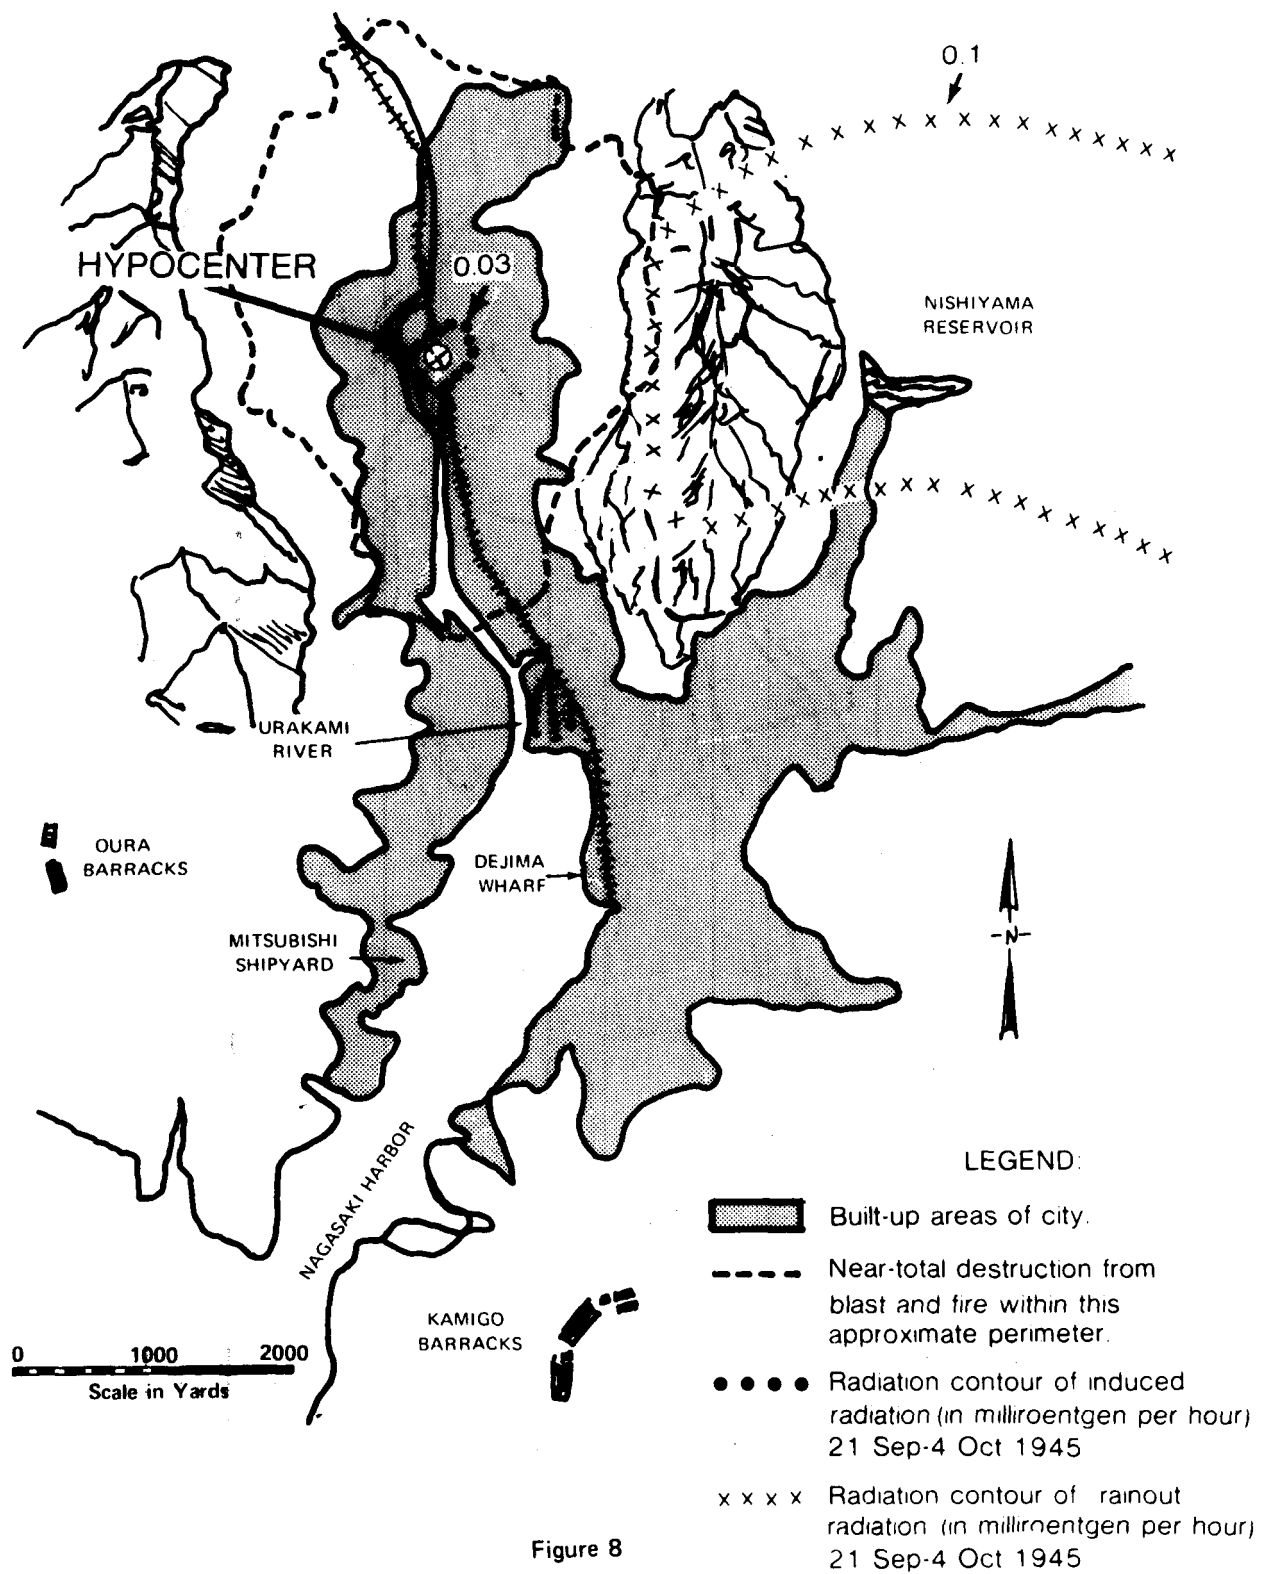 0.1
HYPOCENTER
0.03
NISHIYAMA
RESERVOIR
URAKAMI
RIVER
OURA
BARRACKS
DEJIMA
WHARF
MITSUBISHI
SHIPYARD
-N-
NAGASAKI HARBOR
KAMIGO
BARRACKS
0 1000 2000
Scale in Yards
LEGEND:
Built-up areas of city.
Near-total destruction from
blast and fire within this
approximate perimeter.
Radiation contour of induced
radiation (in milliroentgen per hour)
21 Sep-4 Oct 1945
x x x x Radiation contour of rainout
radiation (in milliroentgen per hour)
21 Sep-4 Oct 1945
Figure 8